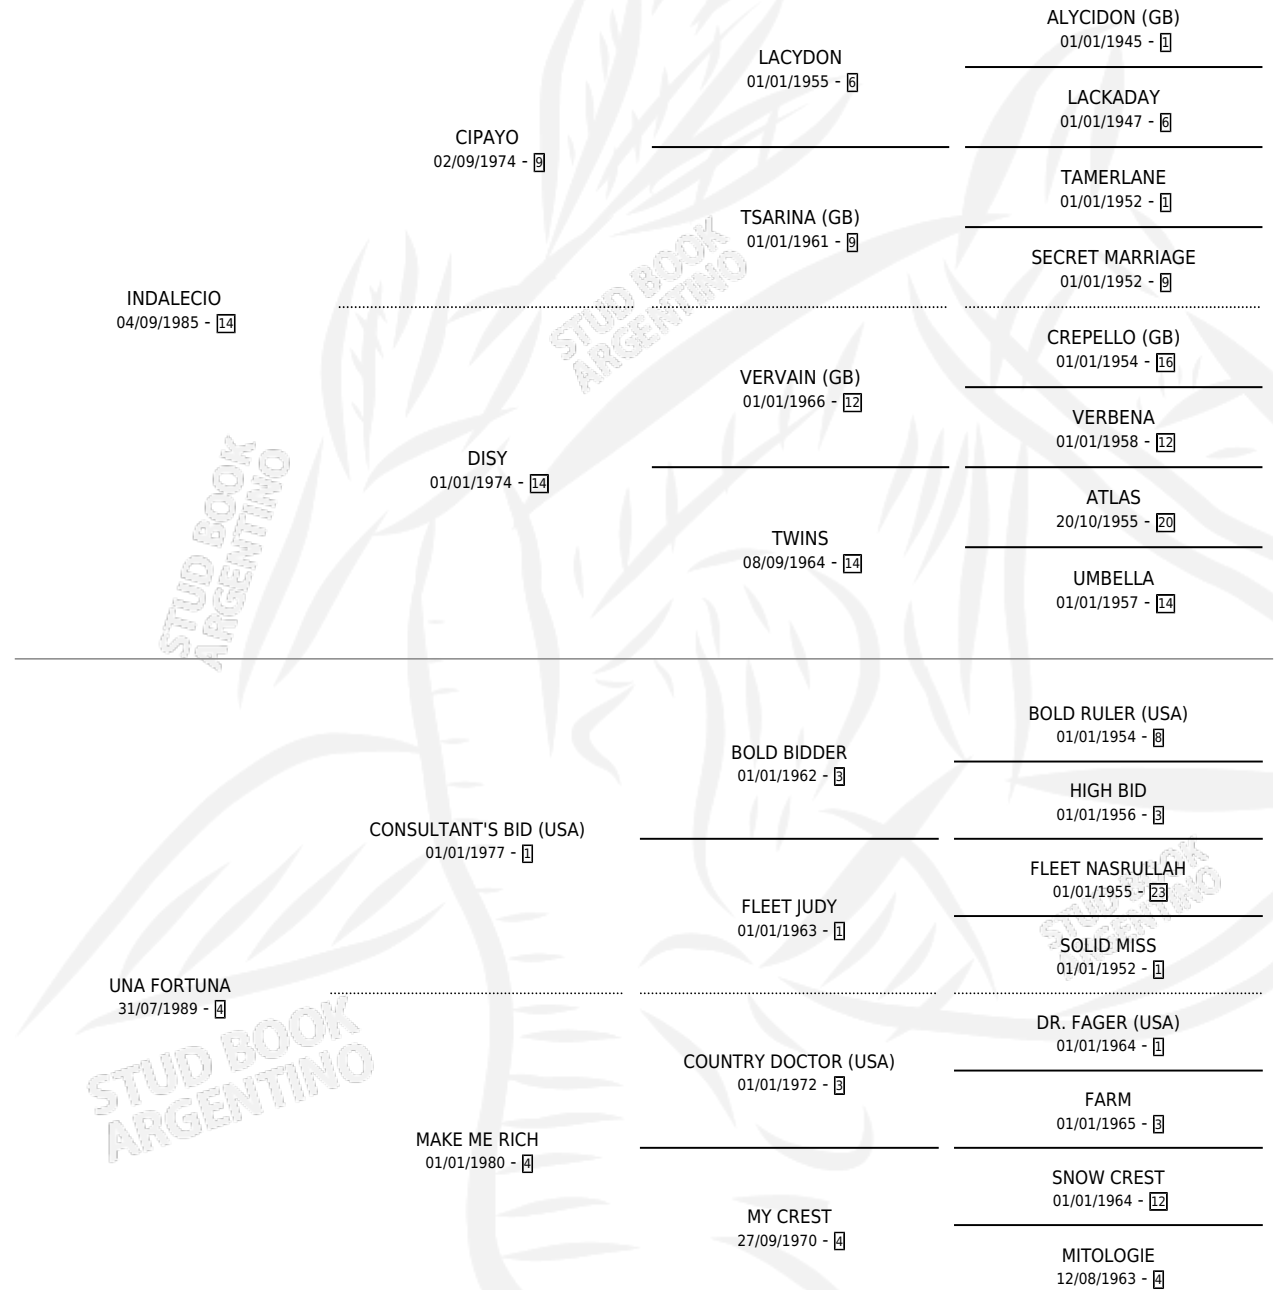 ALYCIDON (GB)
01/01/1945 - 1
LACYDON
01/01/1955 - 6
LACKADAY
01/01/1947 - 6
CIPAYO
02/09/1974 - 9
TAMERLANE
01/01/1952 - 1
TSARINA (GB)
01/01/1961 - 9
SECRET MARRIAGE
01/01/1952 - 9
INDALECIO
04/09/1985 - 14
STUD BOOK
ARGENTINO
CREPELLO (GB)
01/01/1954 - 16
VERVAIN (GB)
01/01/1966 - 12
VERBENA
01/01/1958 - 12
DISY
01/01/1974 - 14
ATLAS
20/10/1955 - 20
TWINS
08/09/1964 - 14
UMBELLA
01/01/1957 - 14
STUD BOOK
ARGENTINO
BOLD RULER (USA)
01/01/1954 - 8
BOLD BIDDER
01/01/1962 - 3
HIGH BID
01/01/1956 - 3
CONSULTANT'S BID (USA)
01/01/1977 - 1
FLEET NASRULLAH
01/01/1955 - 23
FLEET JUDY
01/01/1963 - 1
SOLID MISS
01/01/1952 - 1
STUD BOOK
ARGENTINO
UNA FORTUNA
31/07/1989 - 4
STUD BOOK
ARGENTINO
DR. FAGER (USA)
01/01/1964 - 1
COUNTRY DOCTOR (USA)
01/01/1972 - 3
FARM
01/01/1965 - 3
MAKE ME RICH
01/01/1980 - 4
SNOW CREST
01/01/1964 - 12
MY CREST
27/09/1970 - 4
MITOLOGIE
12/08/1963 - 4